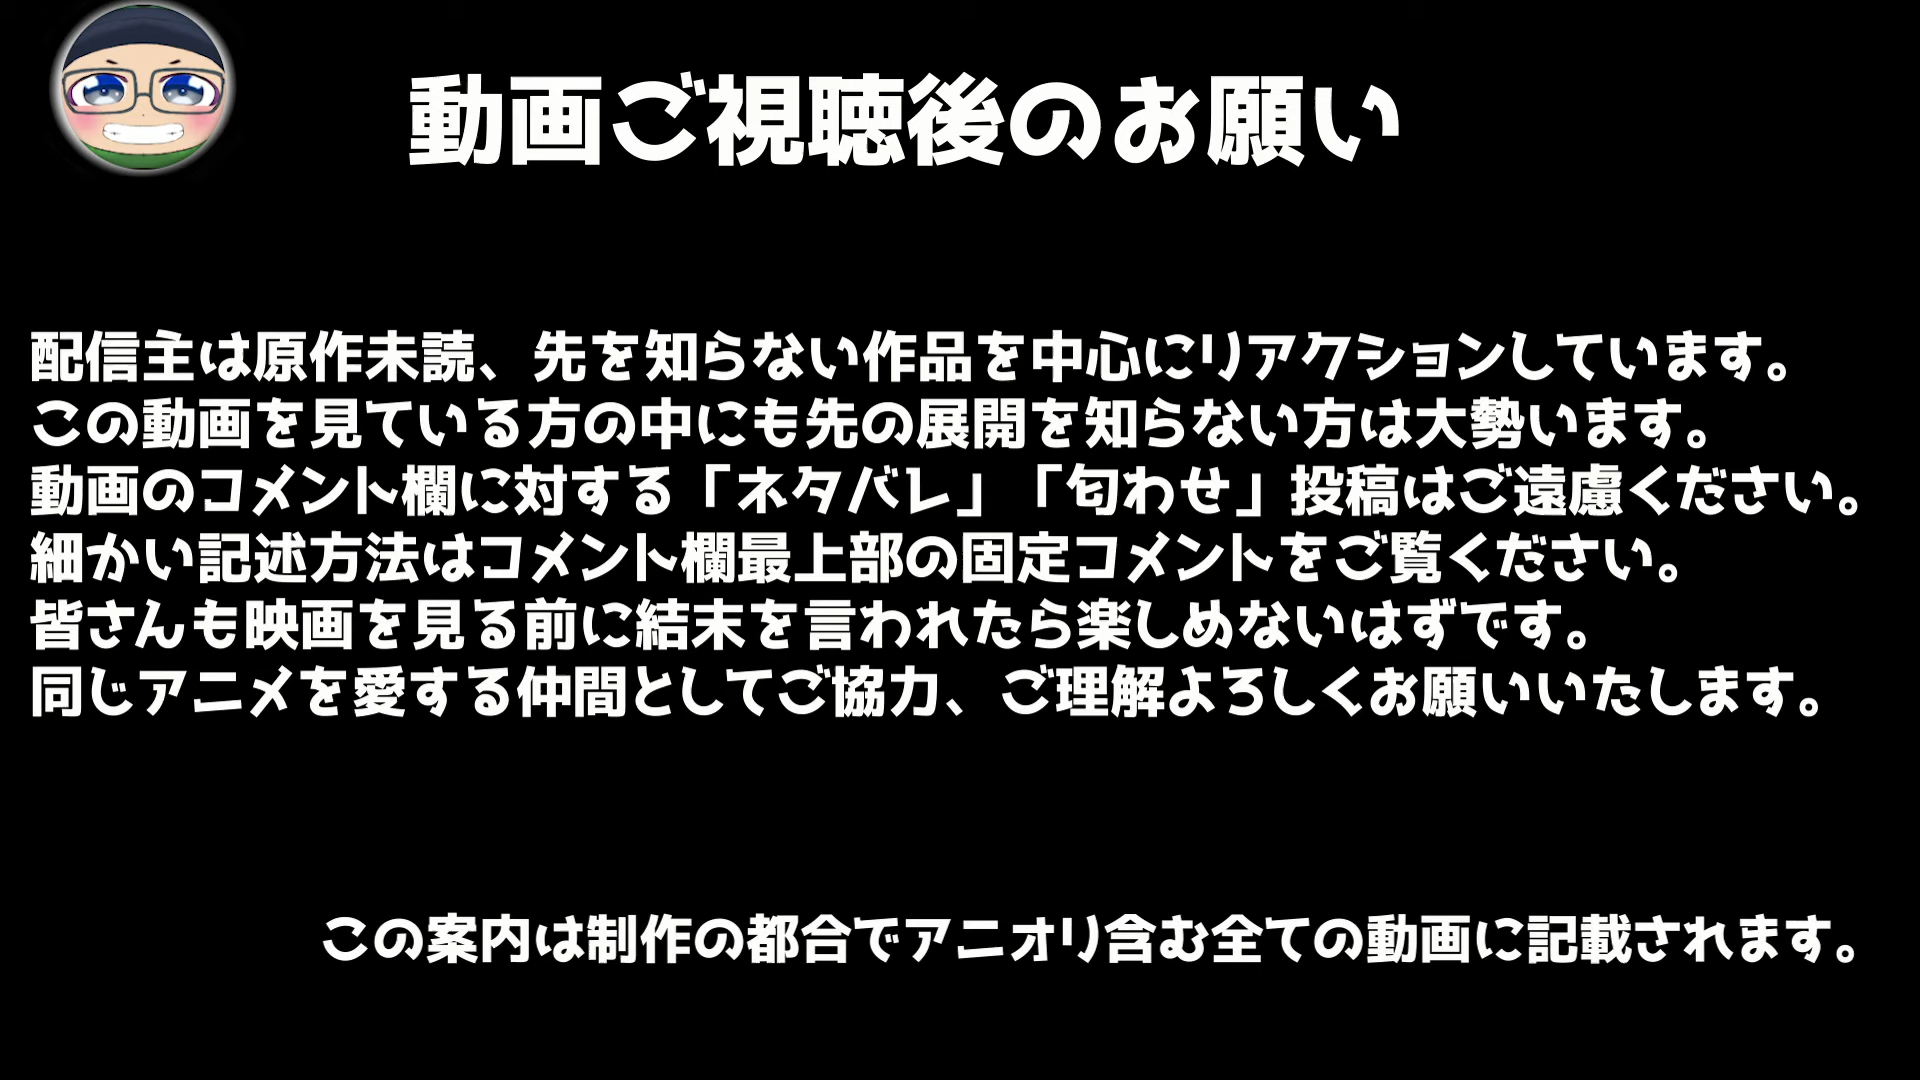 動画ご視聴後のお願い
配信主は原作未読、先を知らない作品を中心にリアクションしています。
この動画を見ている方の中にも先の展開を知らない方は大勢います。
動画のコメント欄に対する「ネタバレ」「匂わせ」投稿はご遠慮ください。
細かい記述方法はコメント欄最上部の固定コメントをご覧ください。
皆さんも映画を見る前に結末を言われたら楽しめないはずです。
同じアニメを愛する仲間としてご協力、ご理解よろしくお願いいたします。
この案内は制作の都合でアニオリ含む全ての動画に記載されます。